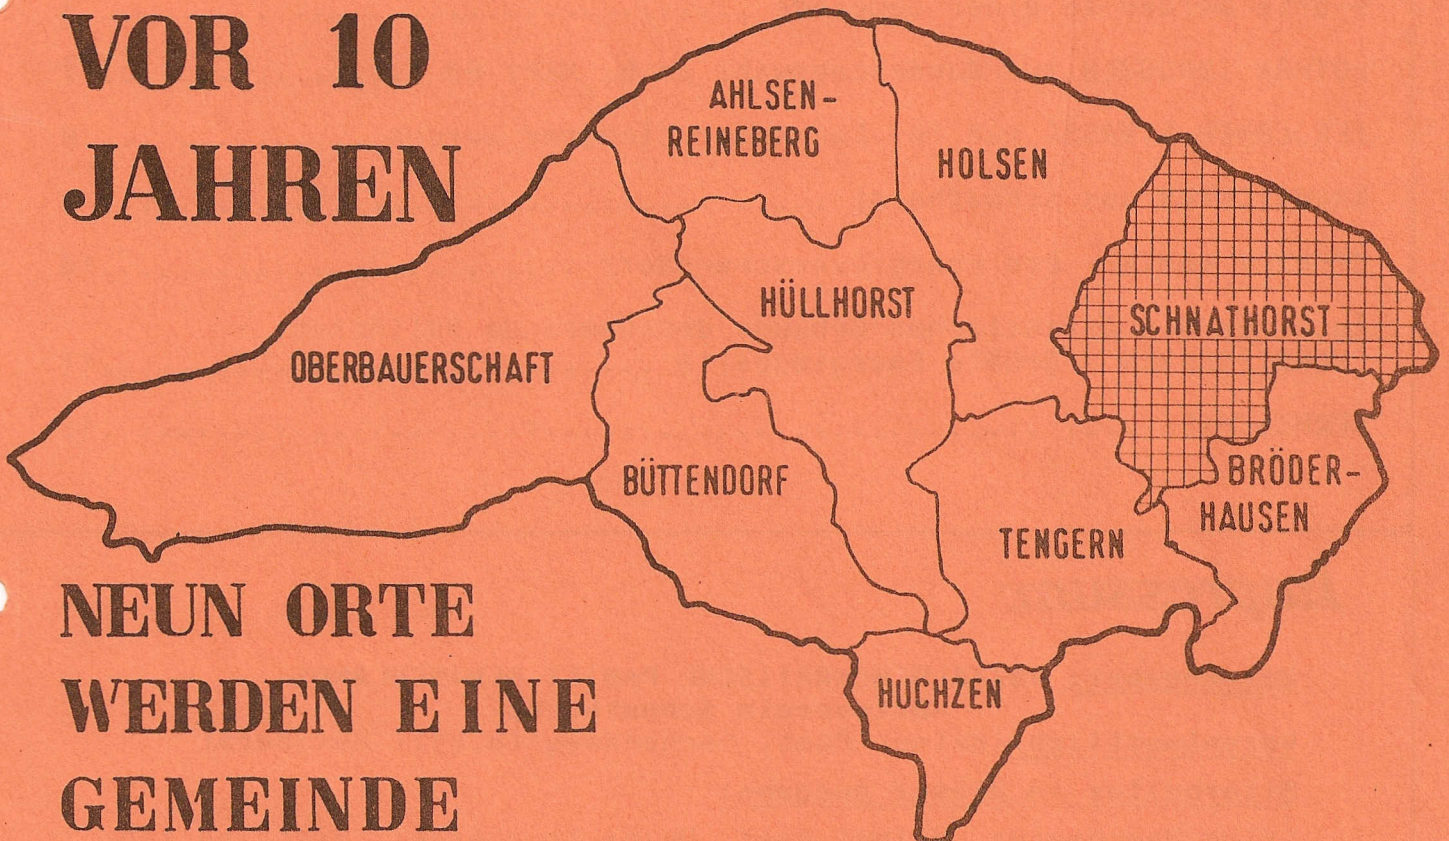 VOR 10
JAHREN
AHLSEN-
REINEBERG
HOLSEN
HÜLLHORST
SCHNATHORST
OBERBAUERSCHAFT
BÜTTENDORF
BRÖDER-
HAUSEN
TENGERN
HUCHZEN
NEUN ORTE
WERDEN EINE
GEMEINDE